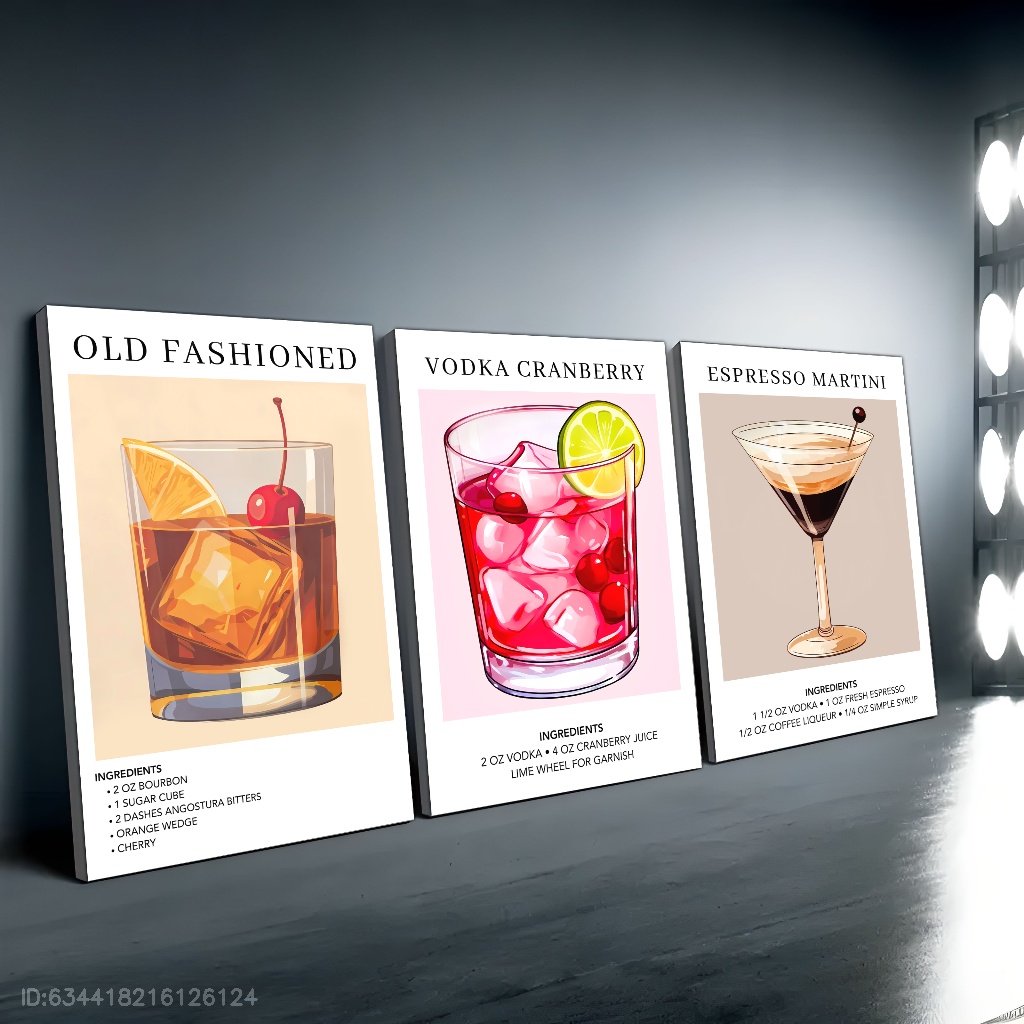 OLD FASHIONED
INGREDIENTS
• 2 OZ BOURBON
• 1 SUGAR CUBE
• 2 DASHES ANGOSTURA BITTERS
• ORANGE WEDGE
• CHERRY
VODKA CRANBERRY
INGREDIENTS
2 OZ VODKA • 4 OZ CRANBERRY JUICE
LIME WHEEL FOR GARNISH
ESPRESSO MARTINI
INGREDIENTS
1 1/2 OZ VODKA • 1 OZ FRESH ESPRESSO
1/2 OZ COFFEE LIQUEUR • 1/4 OZ SIMPLE SYRUP
ID:634418216126124